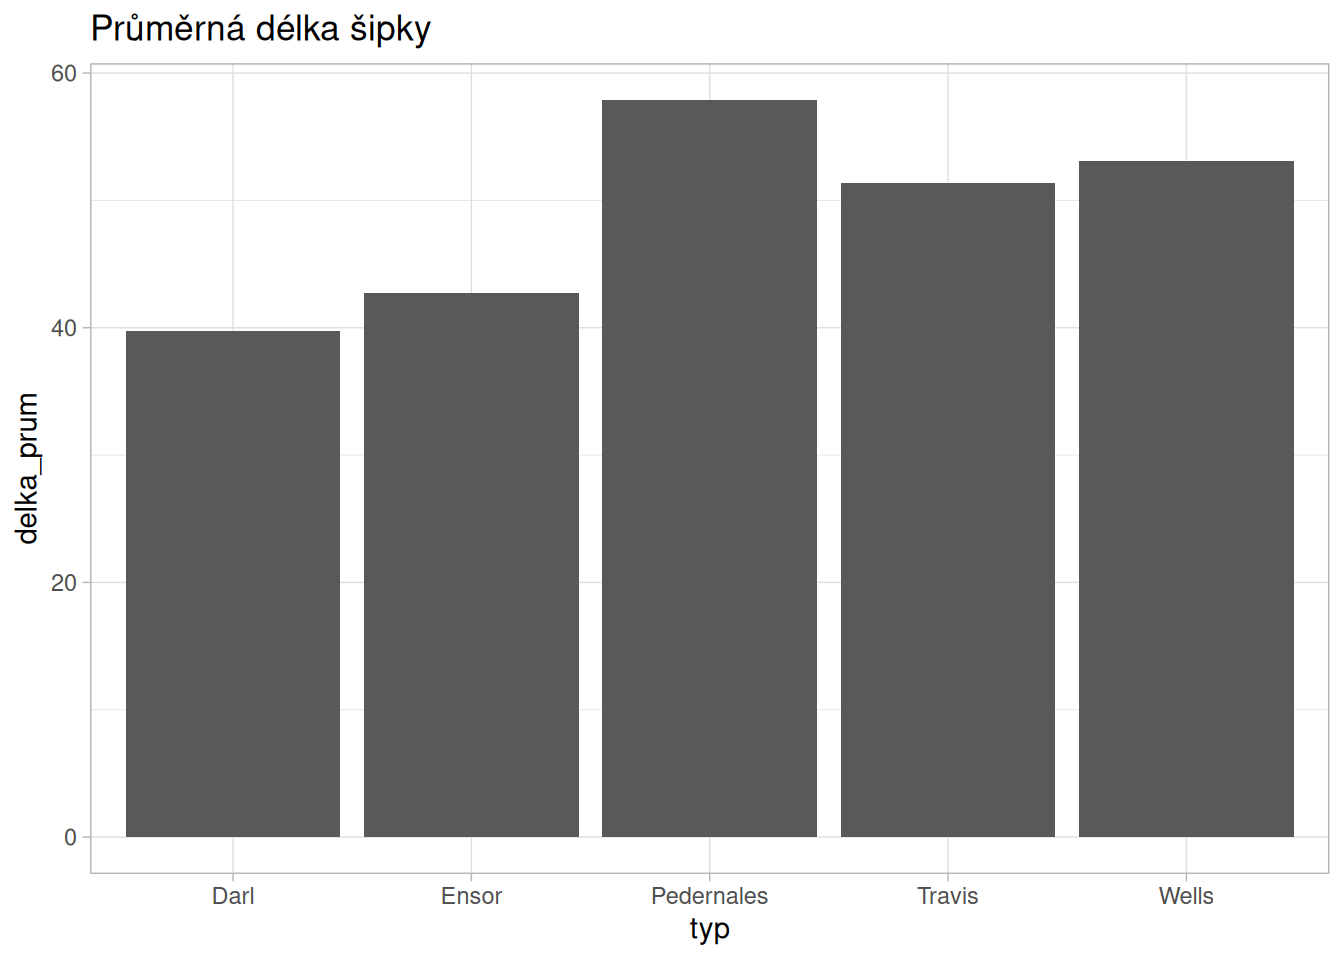 Průměrná délka šipky
60
40
20
0
delka_prum
Darl Ensor Pedernales Travis Wells
typ